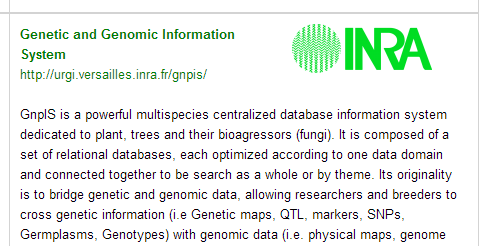 Genetic and Genomic Information
System
http://urgi.versailles.inra.fr/gnpis/
INRA
GnpIS is a powerful multispecies centralized database information system
dedicated to plant, trees and their bioagressors (fungi). It is composed of a
set of relational databases, each optimized according to one data domain
and connected together to be search as a whole or by theme. Its originality
is to bridge genetic and genomic data, allowing researchers and breeders to
cross genetic information (i.e Genetic maps, QTL, markers, SNPs,
Germplasms, Genotypes) with genomic data (i.e. physical maps, genome